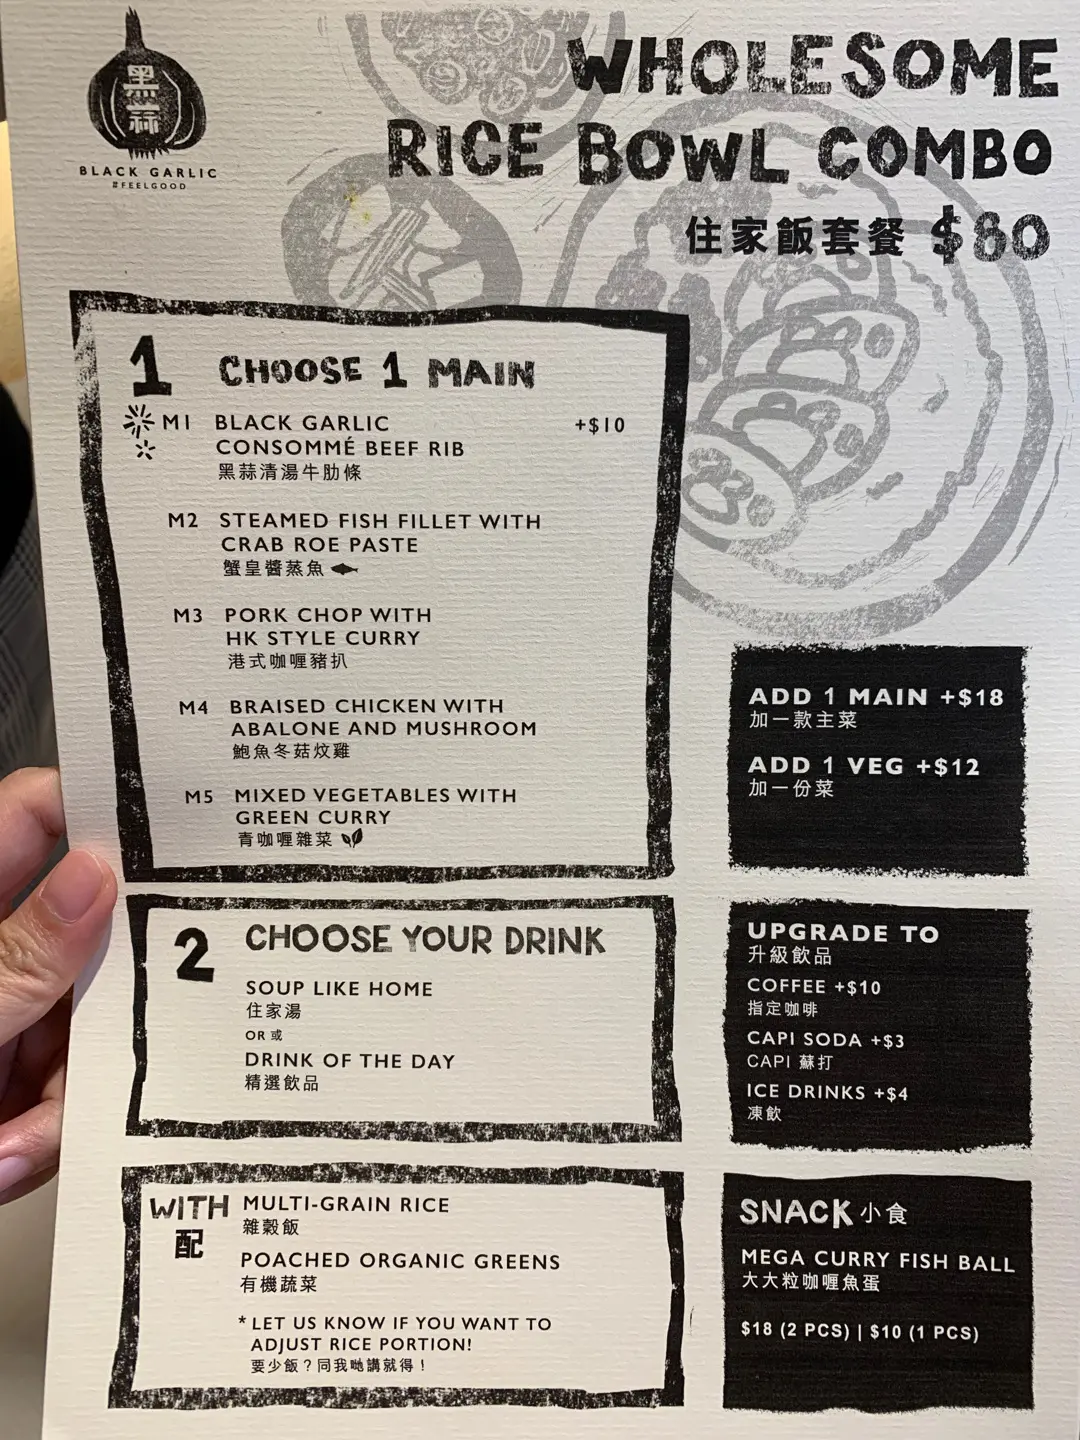 黑蒜
BLACK GARLIC
#FEELGOOD
WHOLESOME
RICE BOWL COMBO
住家飯套餐 $80
1 CHOOSE 1 MAIN
M1 BLACK GARLIC +$10
CONSOMMÉ BEEF RIB
黑蒜清湯牛肋條
M2 STEAMED FISH FILLET WITH
CRAB ROE PASTE
蟹皇醬蒸魚
M3 PORK CHOP WITH
HK STYLE CURRY
港式咖喱豬扒
M4 BRAISED CHICKEN WITH
ABALONE AND MUSHROOM
鮑魚冬菇炆雞
M5 MIXED VEGETABLES WITH
GREEN CURRY
青咖喱雜菜
ADD 1 MAIN +$18
加一款主菜
ADD 1 VEG +$12
加一份菜
2 CHOOSE YOUR DRINK
SOUP LIKE HOME
住家湯
OR 或
DRINK OF THE DAY
精選飲品
UPGRADE TO
升級飲品
COFFEE +$10
指定咖啡
CAPI SODA +$3
CAPI 蘇打
ICE DRINKS +$4
凍飲
WITH
配
MULTI-GRAIN RICE
雜穀飯
POACHED ORGANIC GREENS
有機蔬菜
* LET US KNOW IF YOU WANT TO
ADJUST RICE PORTION!
要少飯？同我哋講就得！
SNACK 小食
MEGA CURRY FISH BALL
大大粒咖喱魚蛋
$18 (2 PCS) | $10 (1 PCS)